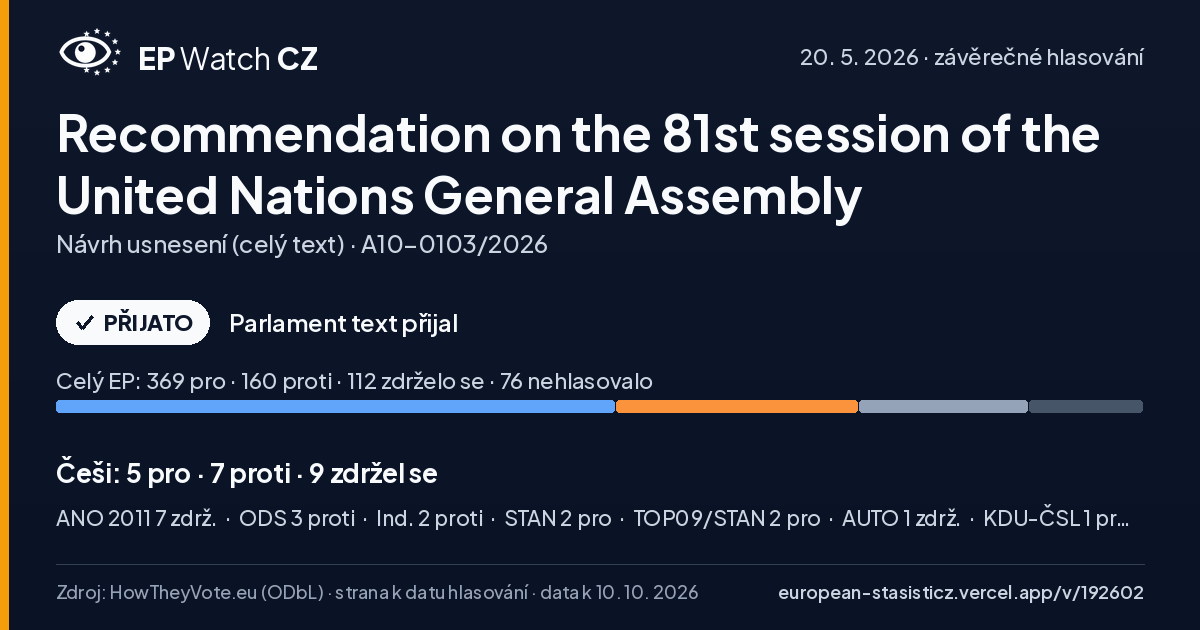 EP Watch CZ
20. 5. 2026 · závěrečné hlasování
Recommendation on the 81st session of the
United Nations General Assembly
Návrh usnesení (celý text) · A10-0103/2026
✓ PŘIJATO Parlament text přijal
Celý EP: 369 pro · 160 proti · 112 zdrželo se · 76 nehlasovalo
Češi: 5 pro · 7 proti · 9 zdržel se
ANO 2011 7 zdrž. · ODS 3 proti · Ind. 2 proti · STAN 2 pro · TOP09/STAN 2 pro · AUTO 1 zdrž. · KDU-ČSL 1 pr...
Zdroj: HowTheyVote.eu (ODbL) · strana k datu hlasování · data k 10. 10. 2026
european-stasisticz.vercel.app/v/192602